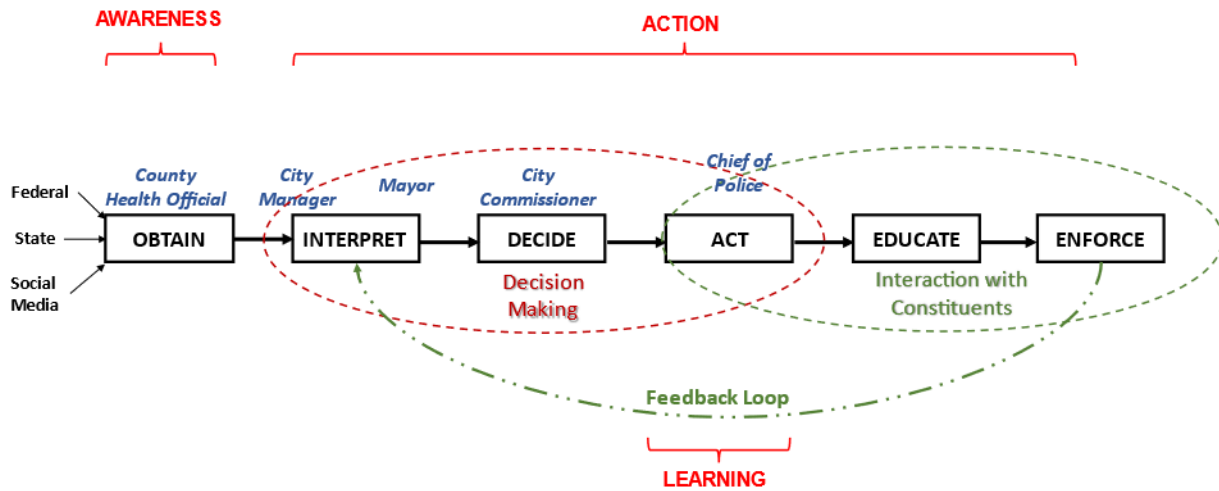 AWARENESS
ACTION
County
Health Official
City
Manager
Mayor
City
Commissioner
Chief of
Police
Federal
State
Social
Media
OBTAIN
INTERPRET
DECIDE
ACT
EDUCATE
ENFORCE
Decision
Making
Interaction with
Constituents
Feedback Loop
LEARNING